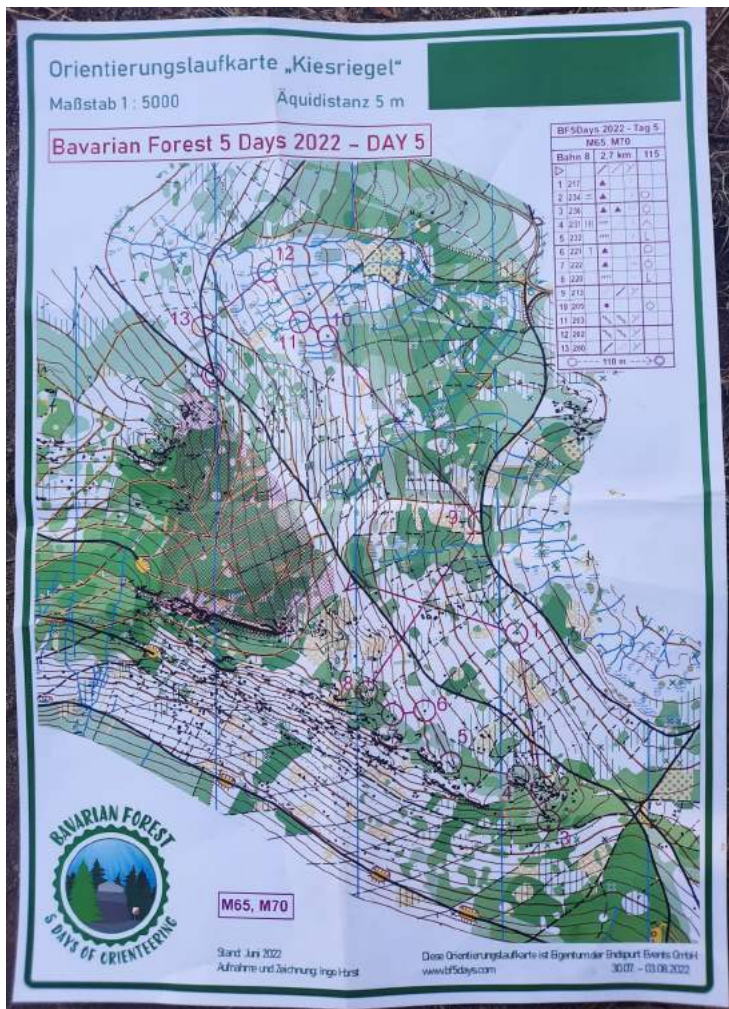 Orientierungslaufkarte „Kiesriegel“
Maßstab 1 : 5000 Äquidistanz 5 m
Bavarian Forest 5 Days 2022 – DAY 5
BF5Days 2022 - Tag 5
M65, M70
Bahn 8 2,7 km 115
1 217
2 234
3 236
4 231
5 232
6 221
7 222
8 220
9 213
10 205
11 203
12 202
13 200
110 m
12
13
10
11
9
1
8
6
5
3
BAVARIAN FOREST
5 DAYS OF ORIENTEERING
M65, M70
Stand: Juni 2022
Aufnahme und Zeichnung: Ingo Horst
Diese Orientierungslaufkarte ist Eigentum der Endspurt Events GmbH
www.bf5days.com 30.07. – 03.08.2022